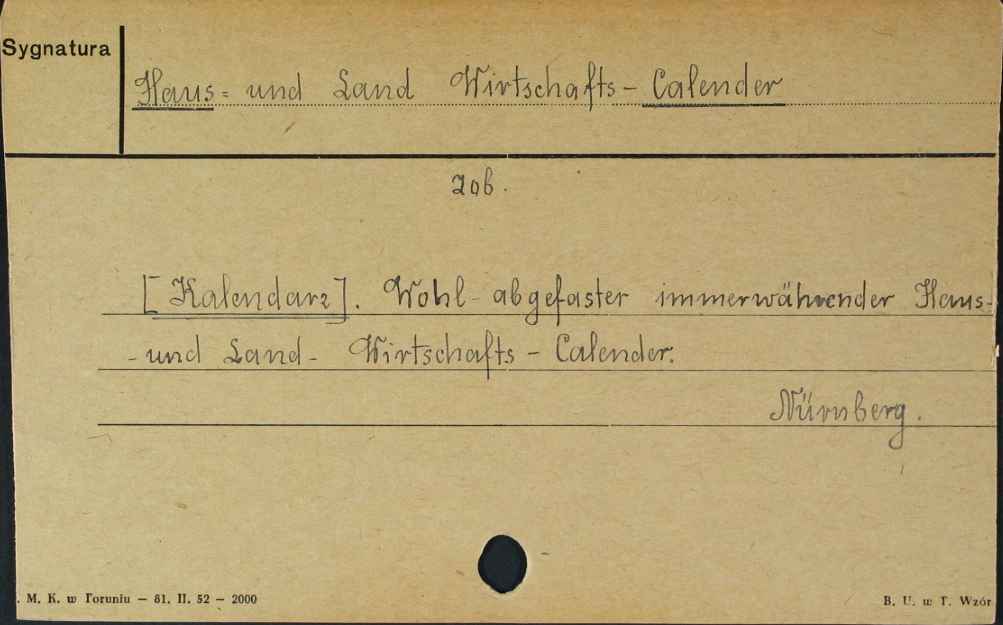 Sygnatura
Haus= und Land Wirtschafts- Calender
zob.
[Kalendarz]. Wohl- abgefaster immerwährender Haus-
- und Land- Wirtschafts - Calender.
Nürnberg.
. M. K. w Toruniu — 81. II. 52 — 2000
B. U. w T. Wzór